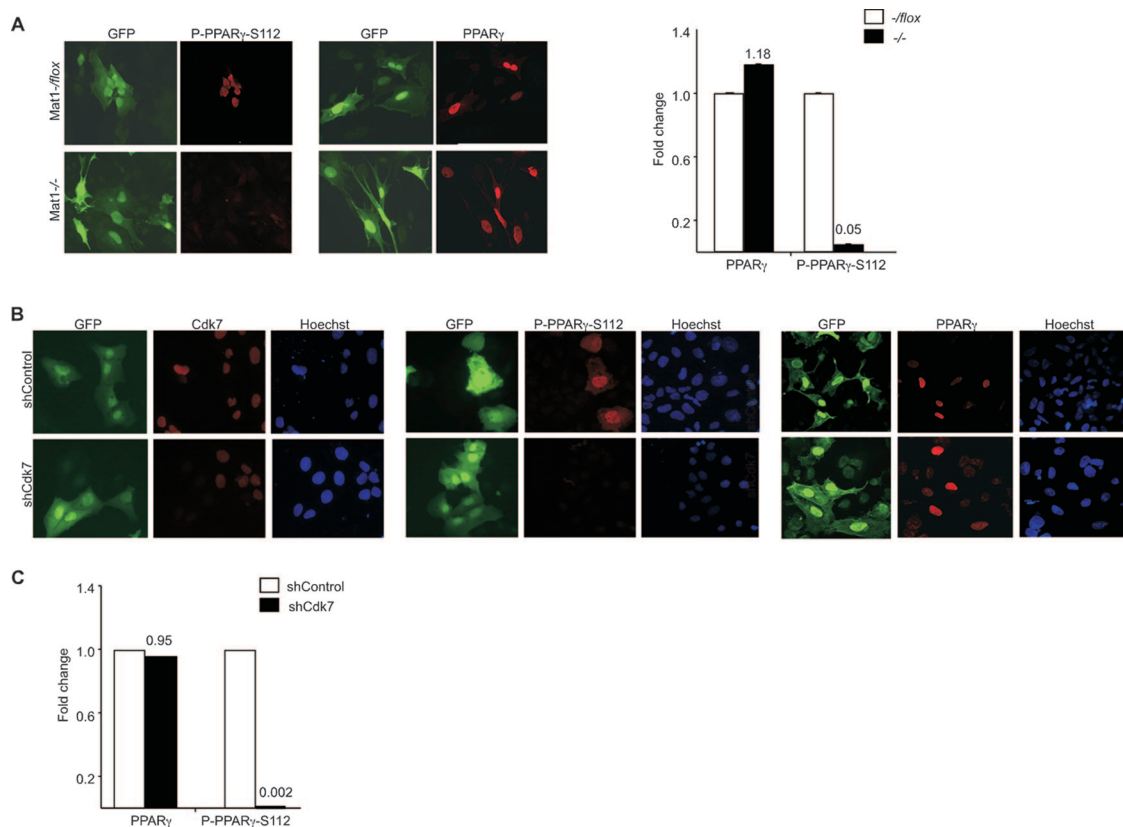 A
GFP P-PPARγ-S112 GFP PPARγ
Mat1-/flox
Mat1-/-
-/flox
-/-
Fold change
1.4
1.0
0.6
0.2
1.18
0.05
PPARγ P-PPARγ-S112
B
GFP Cdk7 Hoechst GFP P-PPARγ-S112 Hoechst GFP PPARγ Hoechst
shControl
shCdk7
C
shControl
shCdk7
Fold change
1.4
1.0
0.6
0.2
0.95
0.002
PPARγ P-PPARγ-S112